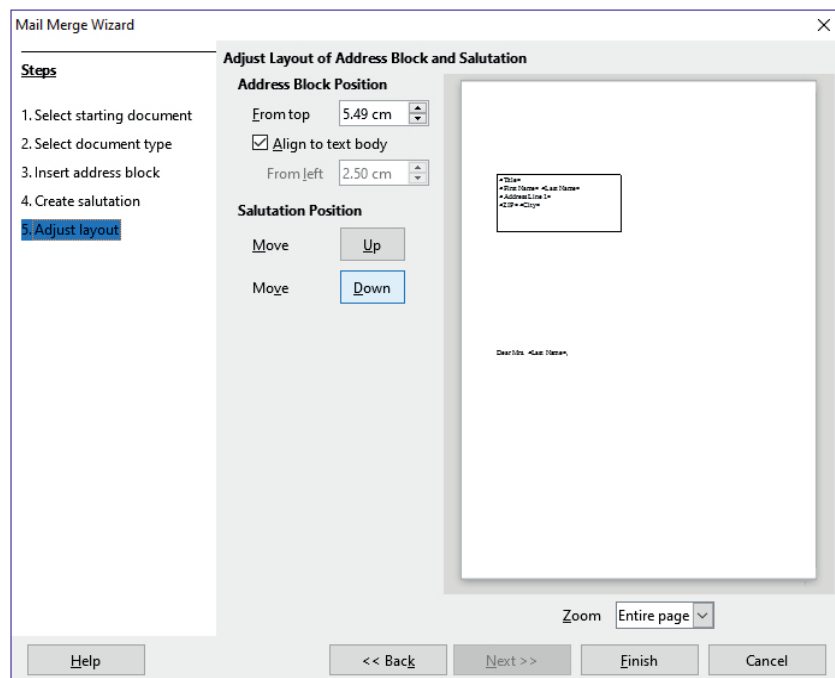 Mail Merge Wizard
Steps
1. Select starting document
2. Select document type
3. Insert address block
4. Create salutation
5. Adjust layout
Adjust Layout of Address Block and Salutation
Address Block Position
From top 5.49 cm
Align to text body
From left 2.50 cm
Salutation Position
Move Up
Move Down
<Title>
<First Name> <Last Name>
<Address Line 1>
<ZIP> <City>
Dear Mrs. <Last Name>,
Zoom Entire page
Help << Back Next >> Finish Cancel